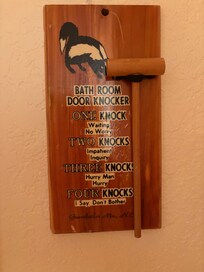 BATH ROOM
DOOR KNOCKER
ONE KNOCK
Waiting
No Worry
TWO KNOCKS
Impatient
Inquiry
THREE KNOCKS
Hurry Man
Hurry
FOUR KNOCKS
I Say Don't Bother